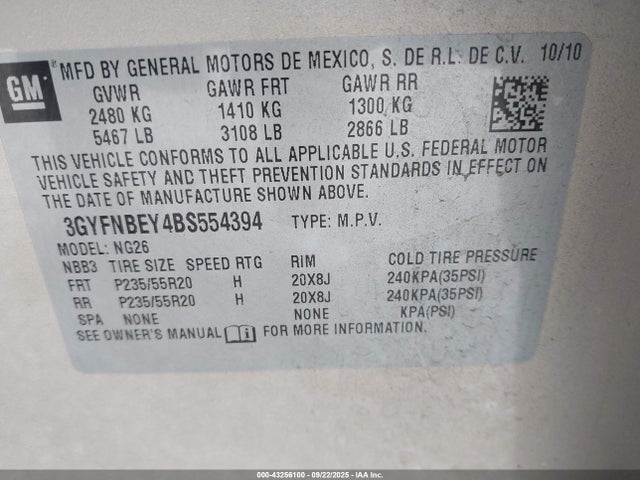 GM
MFD BY GENERAL MOTORS DE MEXICO, S. DE R.L. DE C.V. 10/10
GVWR GAWR FRT GAWR RR
2480 KG 1410 KG 1300 KG
5467 LB 3108 LB 2866 LB
THIS VEHICLE CONFORMS TO ALL APPLICABLE U.S. FEDERAL MOTOR
VEHICLE SAFETY AND THEFT PREVENTION STANDARDS IN EFFECT ON
THE DATE OF MANUFACTURE SHOWN ABOVE.
3GYFNBEY4BS554394 TYPE: M.P.V.
MODEL: NG26
NBB3 TIRE SIZE SPEED RTG RIM COLD TIRE PRESSURE
FRT P235/55R20 H 20X8J 240KPA(35PSI)
RR P235/55R20 H 20X8J 240KPA(35PSI)
SPA NONE NONE KPA(PSI)
SEE OWNER'S MANUAL FOR MORE INFORMATION.
000-43256100 - 09/22/2025 - IAAI.COM